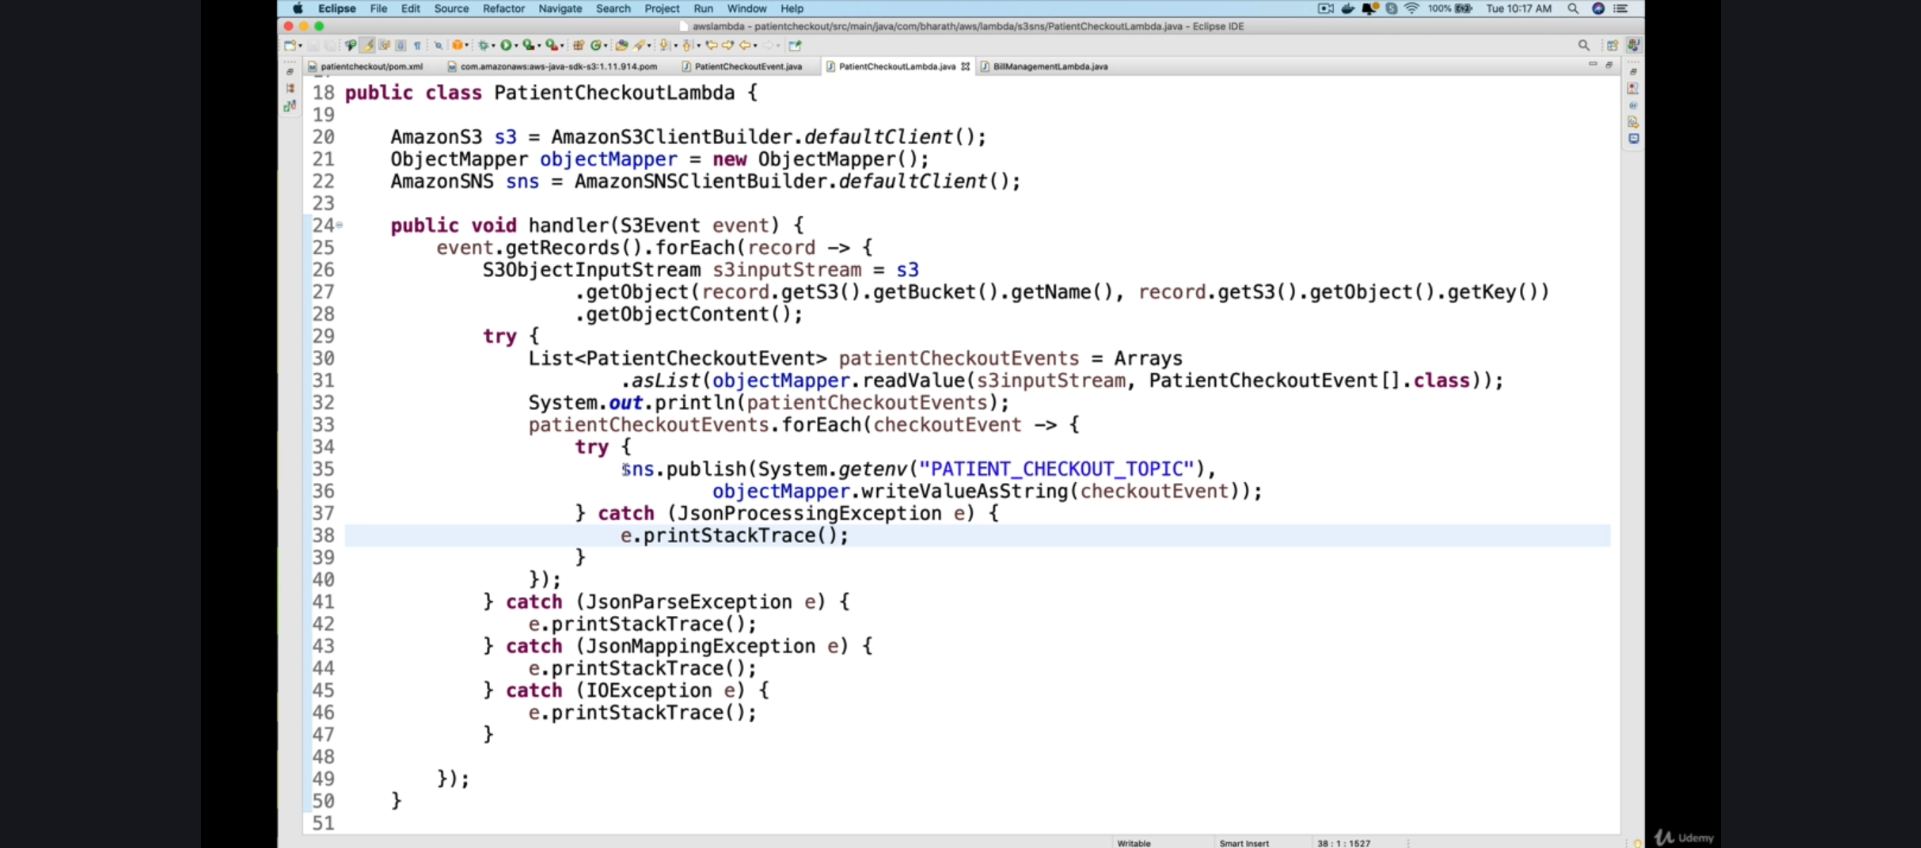 Eclipse File Edit Source Refactor Navigate Search Project Run Window Help 100% Tue 10:17 AM
awslambda - patientcheckout/src/main/java/com/bharath/aws/lambda/s3sns/PatientCheckoutLambda.java - Eclipse IDE
patientcheckout/pom.xml com.amazonaws:aws-java-sdk-s3:1.11.914.pom PatientCheckoutEvent.java PatientCheckoutLambda.java BillManagementLambda.java
18 public class PatientCheckoutLambda {
19
20 AmazonS3 s3 = AmazonS3ClientBuilder.defaultClient();
21 ObjectMapper objectMapper = new ObjectMapper();
22 AmazonSNS sns = AmazonSNSClientBuilder.defaultClient();
23
24 public void handler(S3Event event) {
25 event.getRecords().forEach(record -> {
26 S3ObjectInputStream s3inputStream = s3
27 .getObject(record.getS3().getBucket().getName(), record.getS3().getObject().getKey())
28 .getObjectContent();
29 try {
30 List<PatientCheckoutEvent> patientCheckoutEvents = Arrays
31 .asList(objectMapper.readValue(s3inputStream, PatientCheckoutEvent[].class));
32 System.out.println(patientCheckoutEvents);
33 patientCheckoutEvents.forEach(checkoutEvent -> {
34 try {
35 sns.publish(System.getenv("PATIENT_CHECKOUT_TOPIC"),
36 objectMapper.writeValueAsString(checkoutEvent));
37 } catch (JsonProcessingException e) {
38 e.printStackTrace();
39 }
40 });
41 } catch (JsonParseException e) {
42 e.printStackTrace();
43 } catch (JsonMappingException e) {
44 e.printStackTrace();
45 } catch (IOException e) {
46 e.printStackTrace();
47 }
48
49 });
50 }
51
Writable Smart Insert 38 : 1 : 1527
Udemy